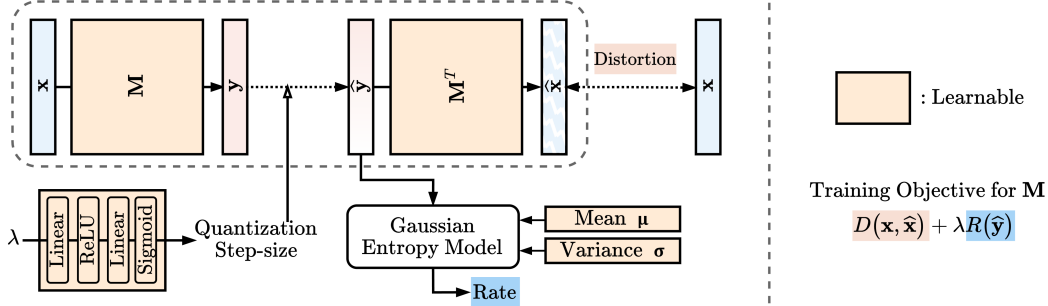 x
M
y
ŷ
Mᵀ
x̂
Distortion
x
: Learnable
λ
Linear
ReLU
Linear
Sigmoid
Quantization
Step-size
Gaussian
Entropy Model
Mean μ
Variance σ
Rate
Training Objective for M
D(x, x̂) + λR(ŷ)